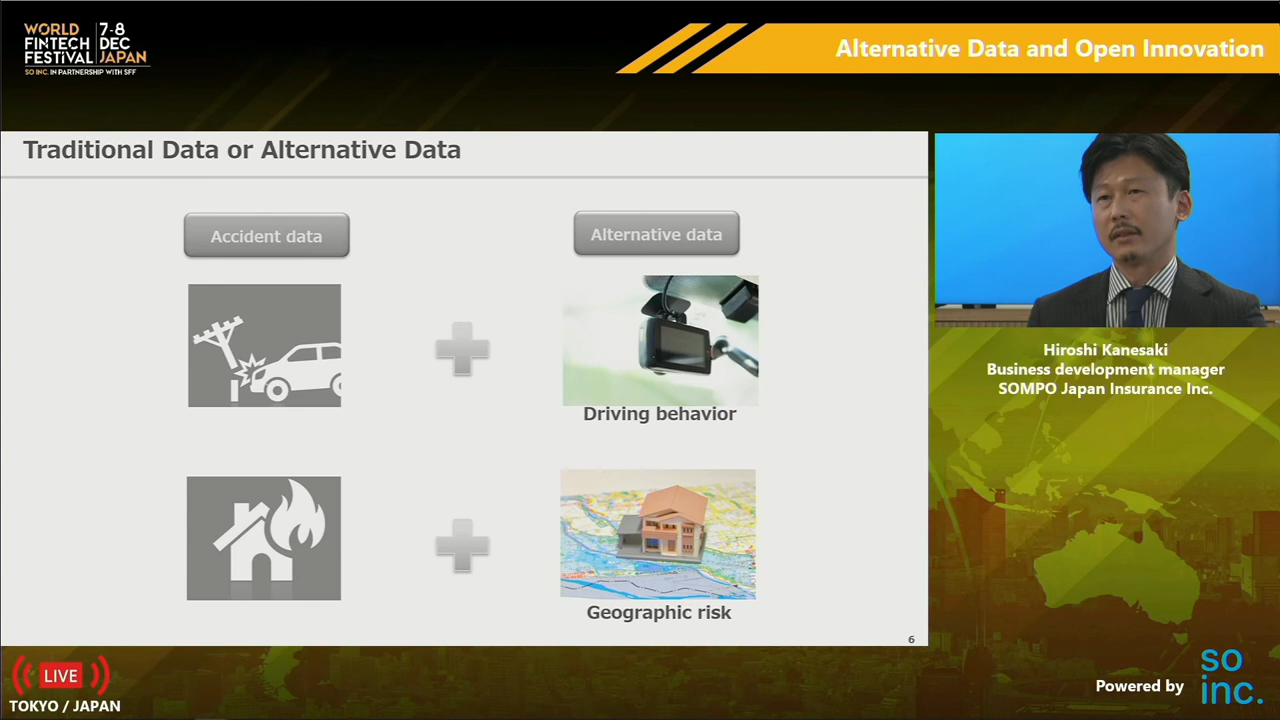 WORLD
FINTECH
FESTIVAL
7-8
DEC
JAPAN
SO INC. IN PARTNERSHIP WITH SFF
Alternative Data and Open Innovation
Traditional Data or Alternative Data
Accident data
Alternative data
Driving behavior
Geographic risk
6
Hiroshi Kanesaki
Business development manager
SOMPO Japan Insurance Inc.
LIVE
TOKYO / JAPAN
Powered by
so
inc.